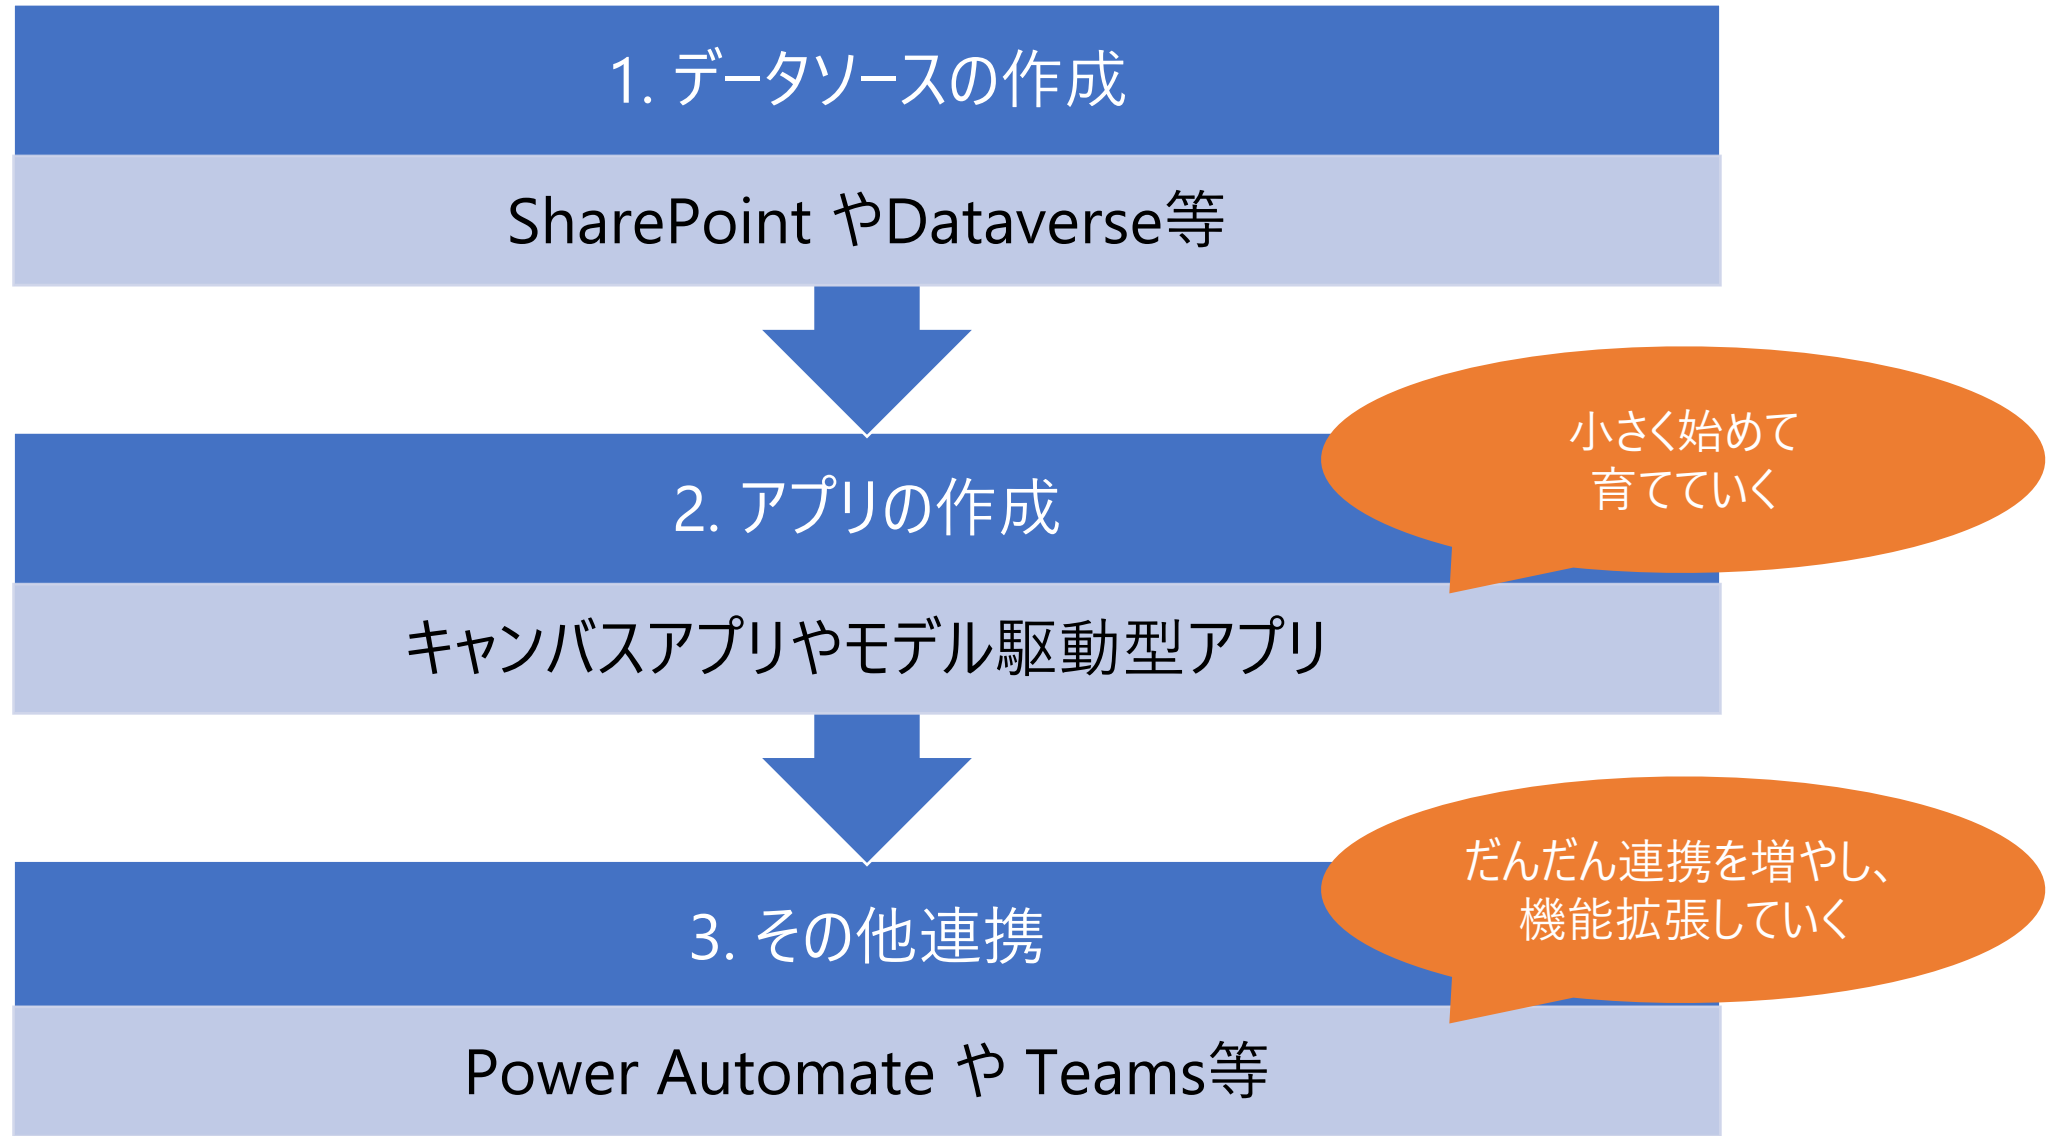 1. データソースの作成
SharePoint やDataverse等
小さく始めて
育てていく
2. アプリの作成
キャンバスアプリやモデル駆動型アプリ
だんだん連携を増やし、
機能拡張していく
3. その他連携
Power Automate や Teams等